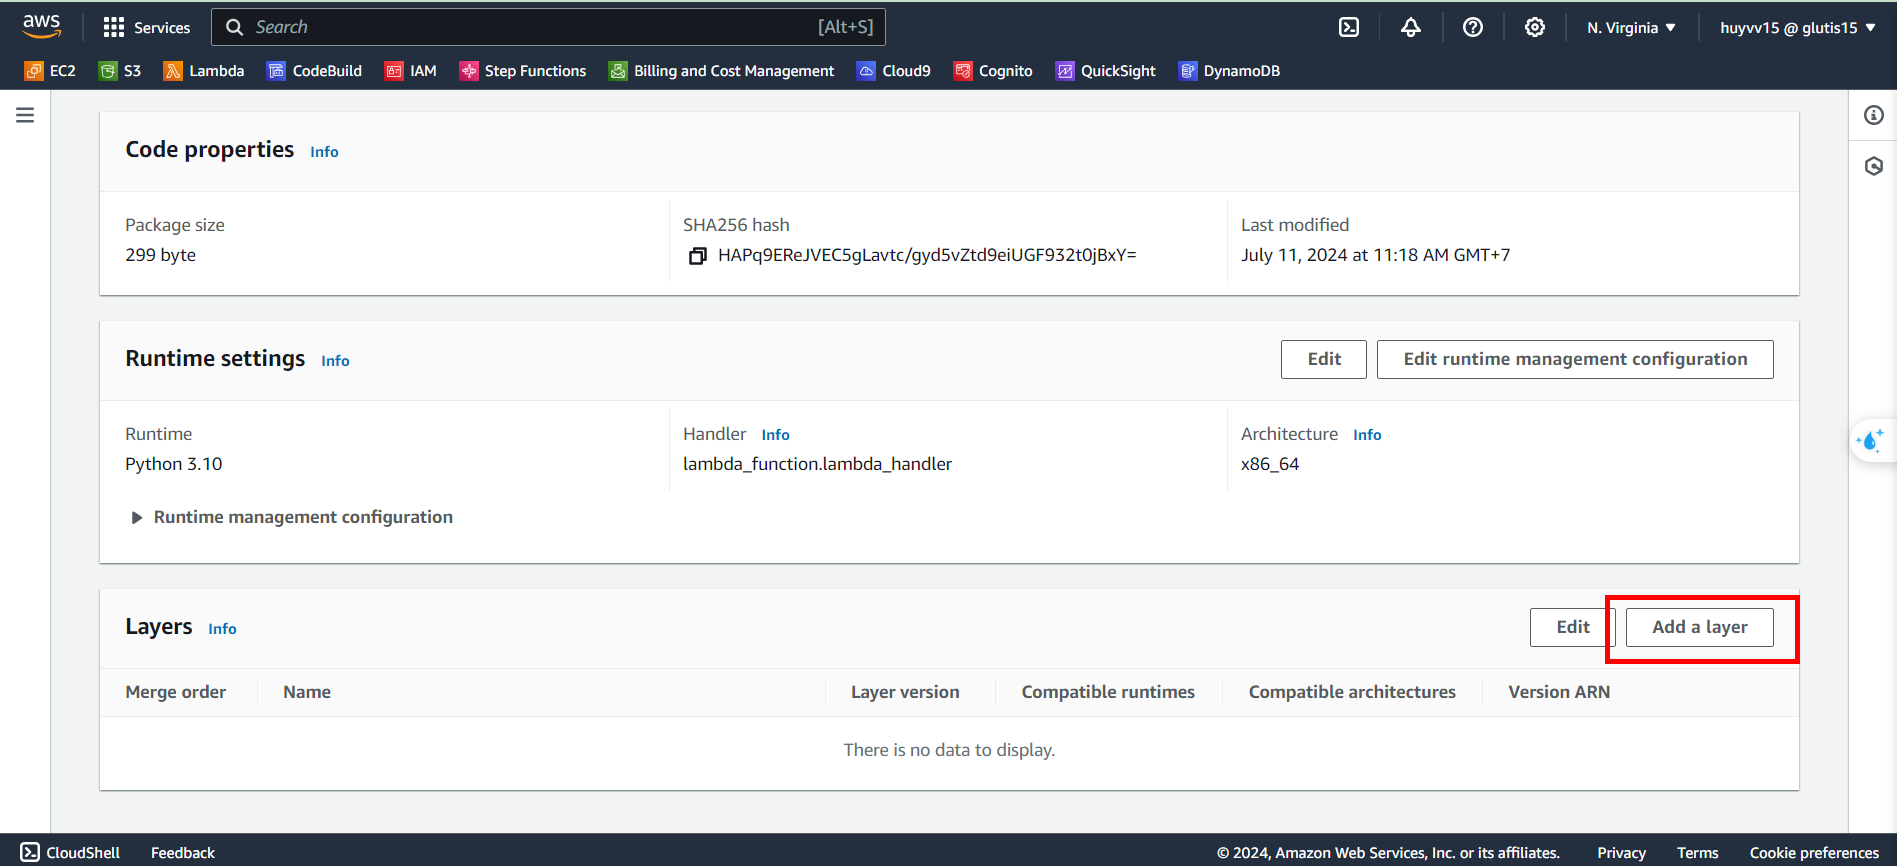 aws Services Search [Alt+S] N. Virginia huyvv15 @ glutis15
EC2 S3 Lambda CodeBuild IAM Step Functions Billing and Cost Management Cloud9 Cognito QuickSight DynamoDB
Code properties Info
Package size SHA256 hash Last modified
299 byte HAPq9EReJVEC5gLavtc/gyd5vZtd9eiUGF932t0jBxY= July 11, 2024 at 11:18 AM GMT+7
Runtime settings Info Edit Edit runtime management configuration
Runtime Handler Info Architecture Info
Python 3.10 lambda_function.lambda_handler x86_64
Runtime management configuration
Layers Info Edit Add a layer
Merge order Name Layer version Compatible runtimes Compatible architectures Version ARN
There is no data to display.
CloudShell Feedback © 2024, Amazon Web Services, Inc. or its affiliates. Privacy Terms Cookie preferences